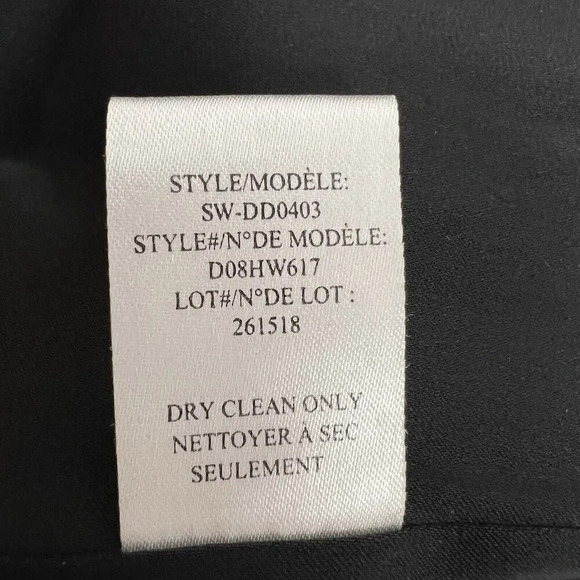 STYLE/MODÈLE:
SW-DD0403
STYLE#/N°DE MODÈLE:
D08HW617
LOT#/N°DE LOT :
261518
DRY CLEAN ONLY
NETTOYER À SEC
SEULEMENT